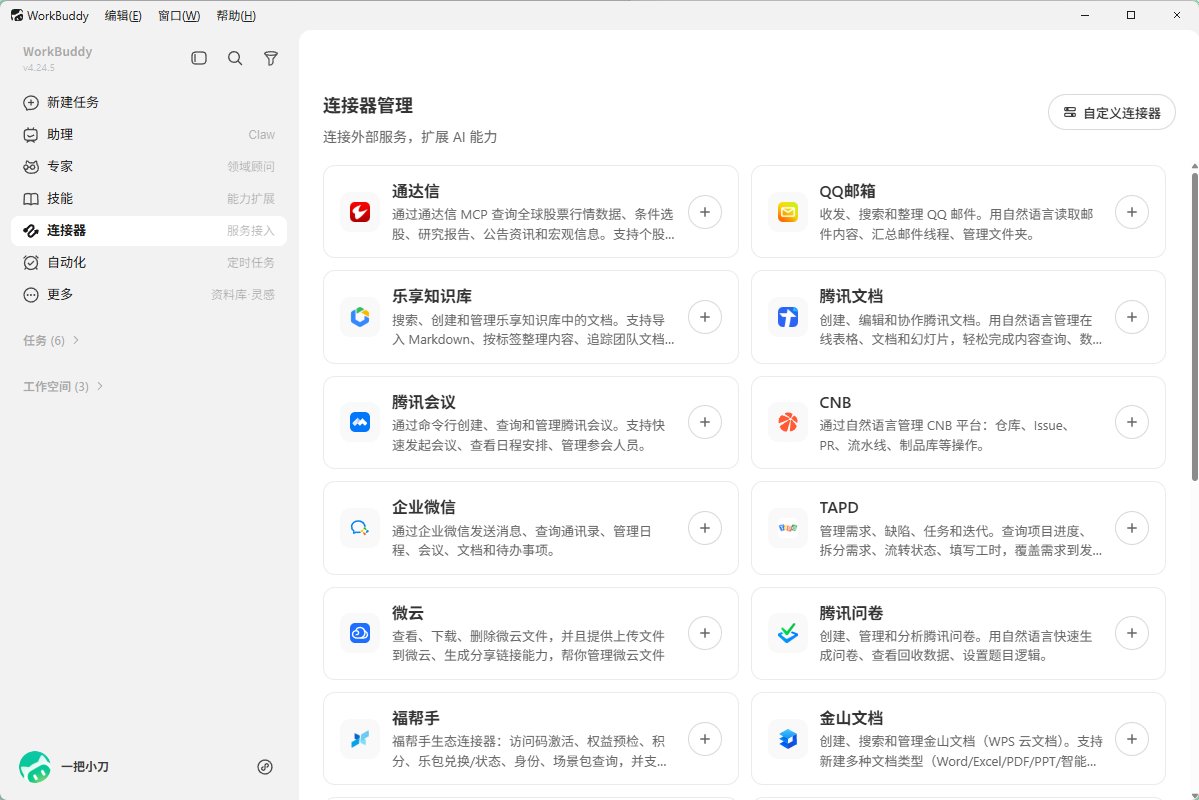 WorkBuddy 编辑(E) 窗口(W) 帮助(H)
WorkBuddy
v4.24.5
新建任务
助理 Claw
专家 领域顾问
技能 能力扩展
连接器 服务接入
自动化 定时任务
更多 资料库·灵感
任务 (6)
工作空间 (3)
一把小刀
连接器管理
连接外部服务，扩展 AI 能力
自定义连接器
通达信
通过通达信 MCP 查询全球股票行情数据、条件选
股、研究报告、公告资讯和宏观信息。支持个股...
QQ邮箱
收发、搜索和整理 QQ 邮件。用自然语言读取邮
件内容、汇总邮件线程、管理文件夹。
乐享知识库
搜索、创建和管理乐享知识库中的文档。支持导
入 Markdown、按标签整理内容、追踪团队文档...
腾讯文档
创建、编辑和协作腾讯文档。用自然语言管理在
线表格、文档和幻灯片，轻松完成内容查询、数...
腾讯会议
通过命令行创建、查询和管理腾讯会议。支持快
速发起会议、查看日程安排、管理参会人员。
CNB
通过自然语言管理 CNB 平台：仓库、Issue、
PR、流水线、制品库等操作。
企业微信
通过企业微信发送消息、查询通讯录、管理日
程、会议、文档和待办事项。
TAPD
管理需求、缺陷、任务和迭代。查询项目进度、
拆分需求、流转状态、填写工时，覆盖需求到发...
微云
查看、下载、删除微云文件，并且提供上传文件
到微云、生成分享链接能力，帮你管理微云文件
腾讯问卷
创建、管理和分析腾讯问卷。用自然语言快速生
成问卷、查看回收数据、设置题目逻辑。
福帮手
福帮手生态连接器：访问码激活、权益预检、积
分、乐包兑换/状态、身份、场景包查询，并支...
金山文档
创建、搜索和管理金山文档（WPS 云文档）。支持
新建多种文档类型（Word/Excel/PDF/PPT/智能...